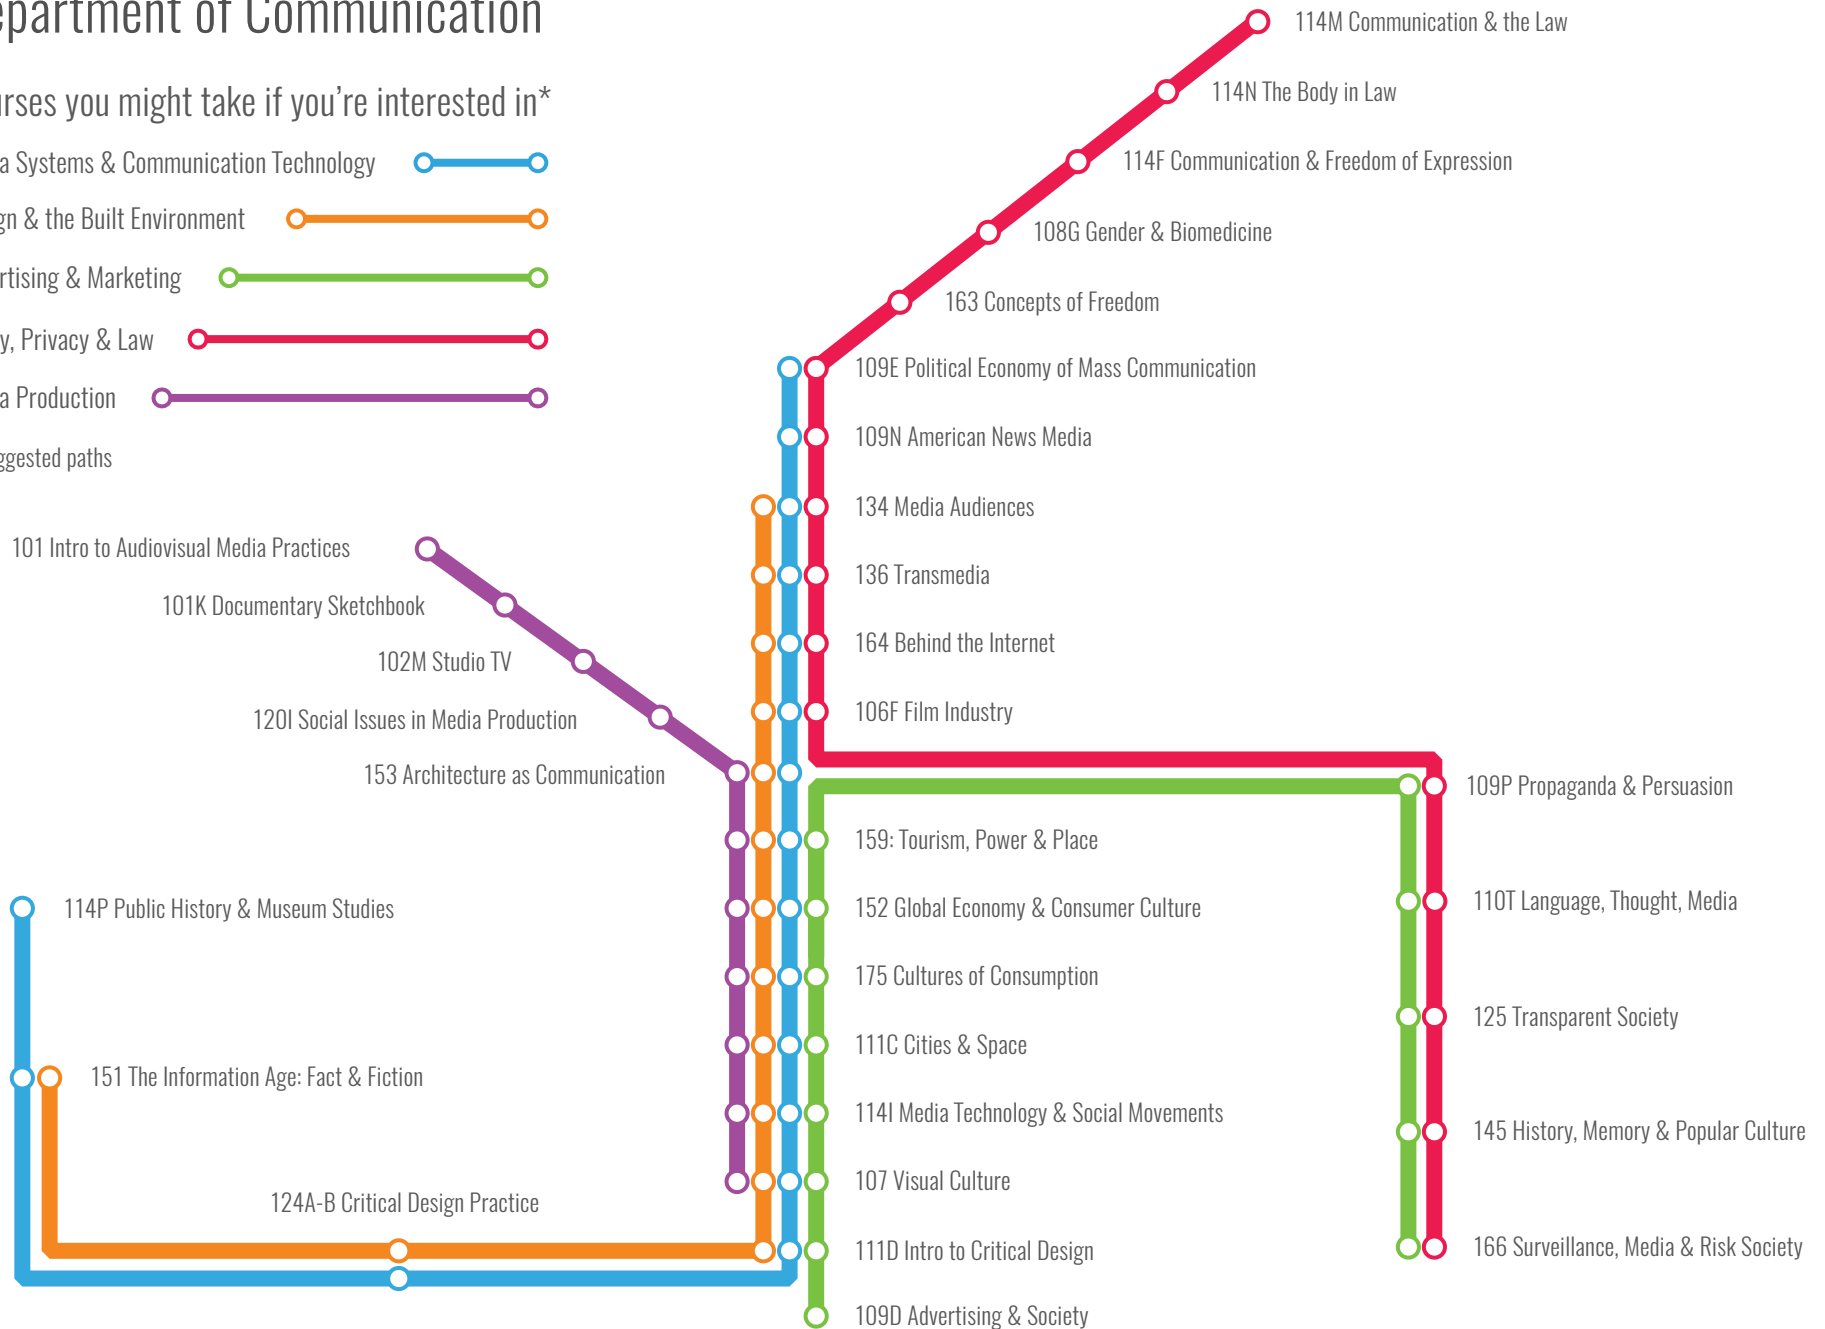 epartment of Communication
urses you might take if you're interested in*
a Systems & Communication Technology
gn & the Built Environment
rtising & Marketing
y, Privacy & Law
a Production
ggested paths
114M Communication & the Law
114N The Body in Law
114F Communication & Freedom of Expression
108G Gender & Biomedicine
163 Concepts of Freedom
109E Political Economy of Mass Communication
109N American News Media
134 Media Audiences
136 Transmedia
164 Behind the Internet
106F Film Industry
101 Intro to Audiovisual Media Practices
101K Documentary Sketchbook
102M Studio TV
120I Social Issues in Media Production
153 Architecture as Communication
159: Tourism, Power & Place
152 Global Economy & Consumer Culture
175 Cultures of Consumption
111C Cities & Space
114I Media Technology & Social Movements
107 Visual Culture
111D Intro to Critical Design
109D Advertising & Society
109P Propaganda & Persuasion
110T Language, Thought, Media
125 Transparent Society
145 History, Memory & Popular Culture
166 Surveillance, Media & Risk Society
114P Public History & Museum Studies
151 The Information Age: Fact & Fiction
124A-B Critical Design Practice